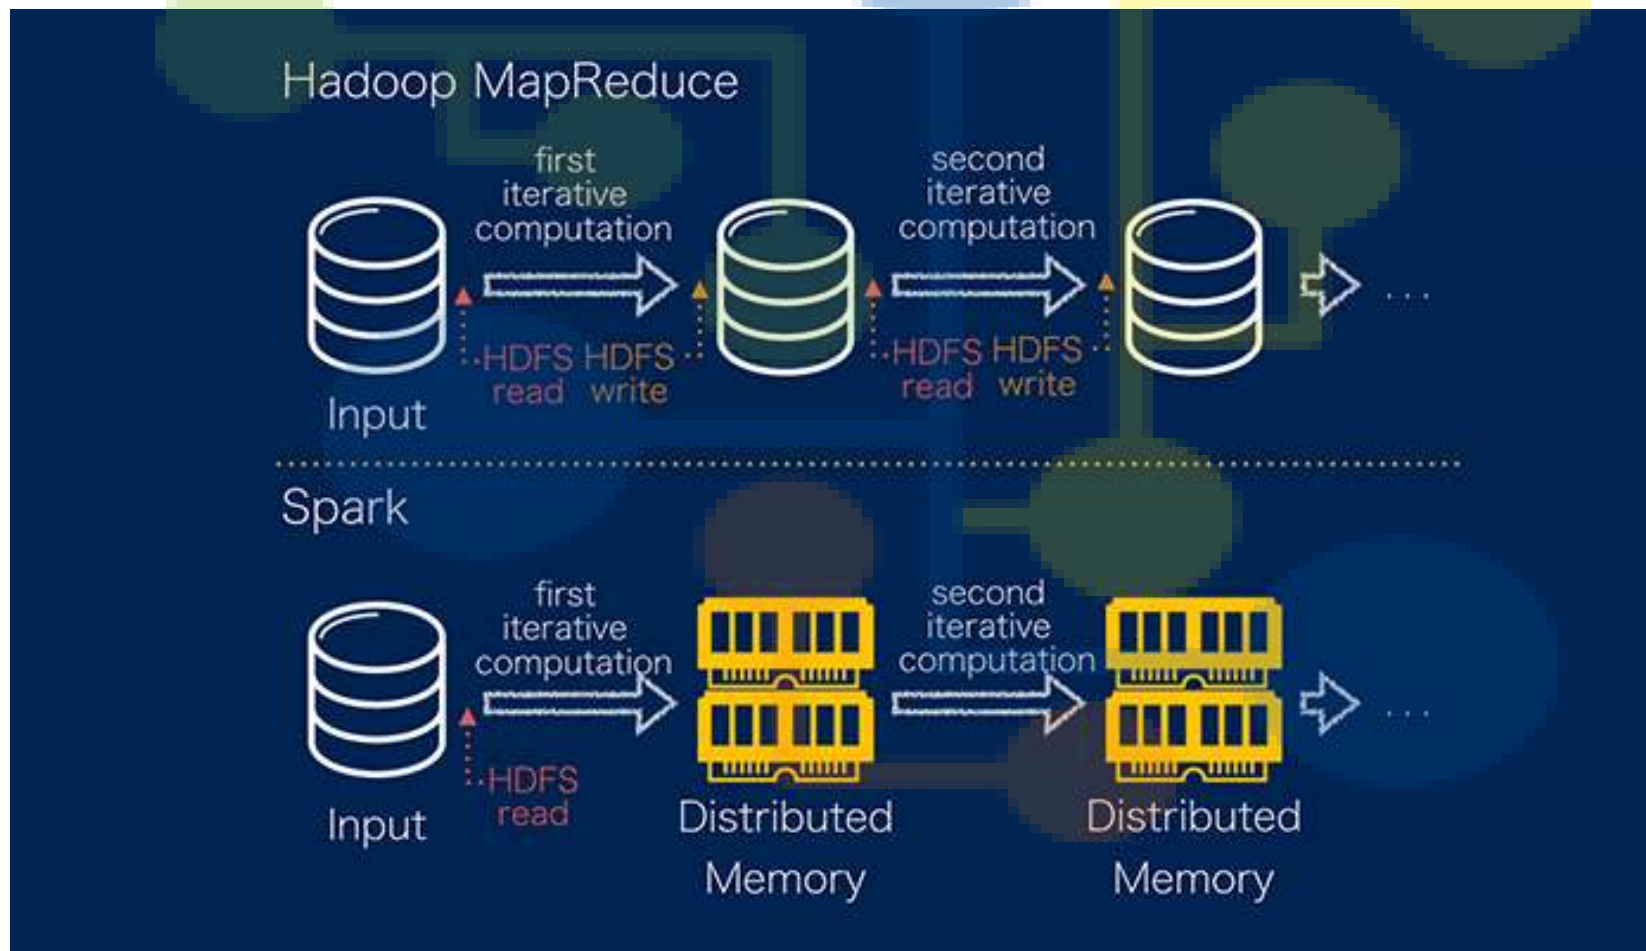 Hadoop MapReduce
first
iterative
computation
second
iterative
computation
HDFS
read
HDFS
write
HDFS
read
HDFS
write
...
Input
Spark
first
iterative
computation
second
iterative
computation
...
HDFS
read
Input
Distributed
Memory
Distributed
Memory